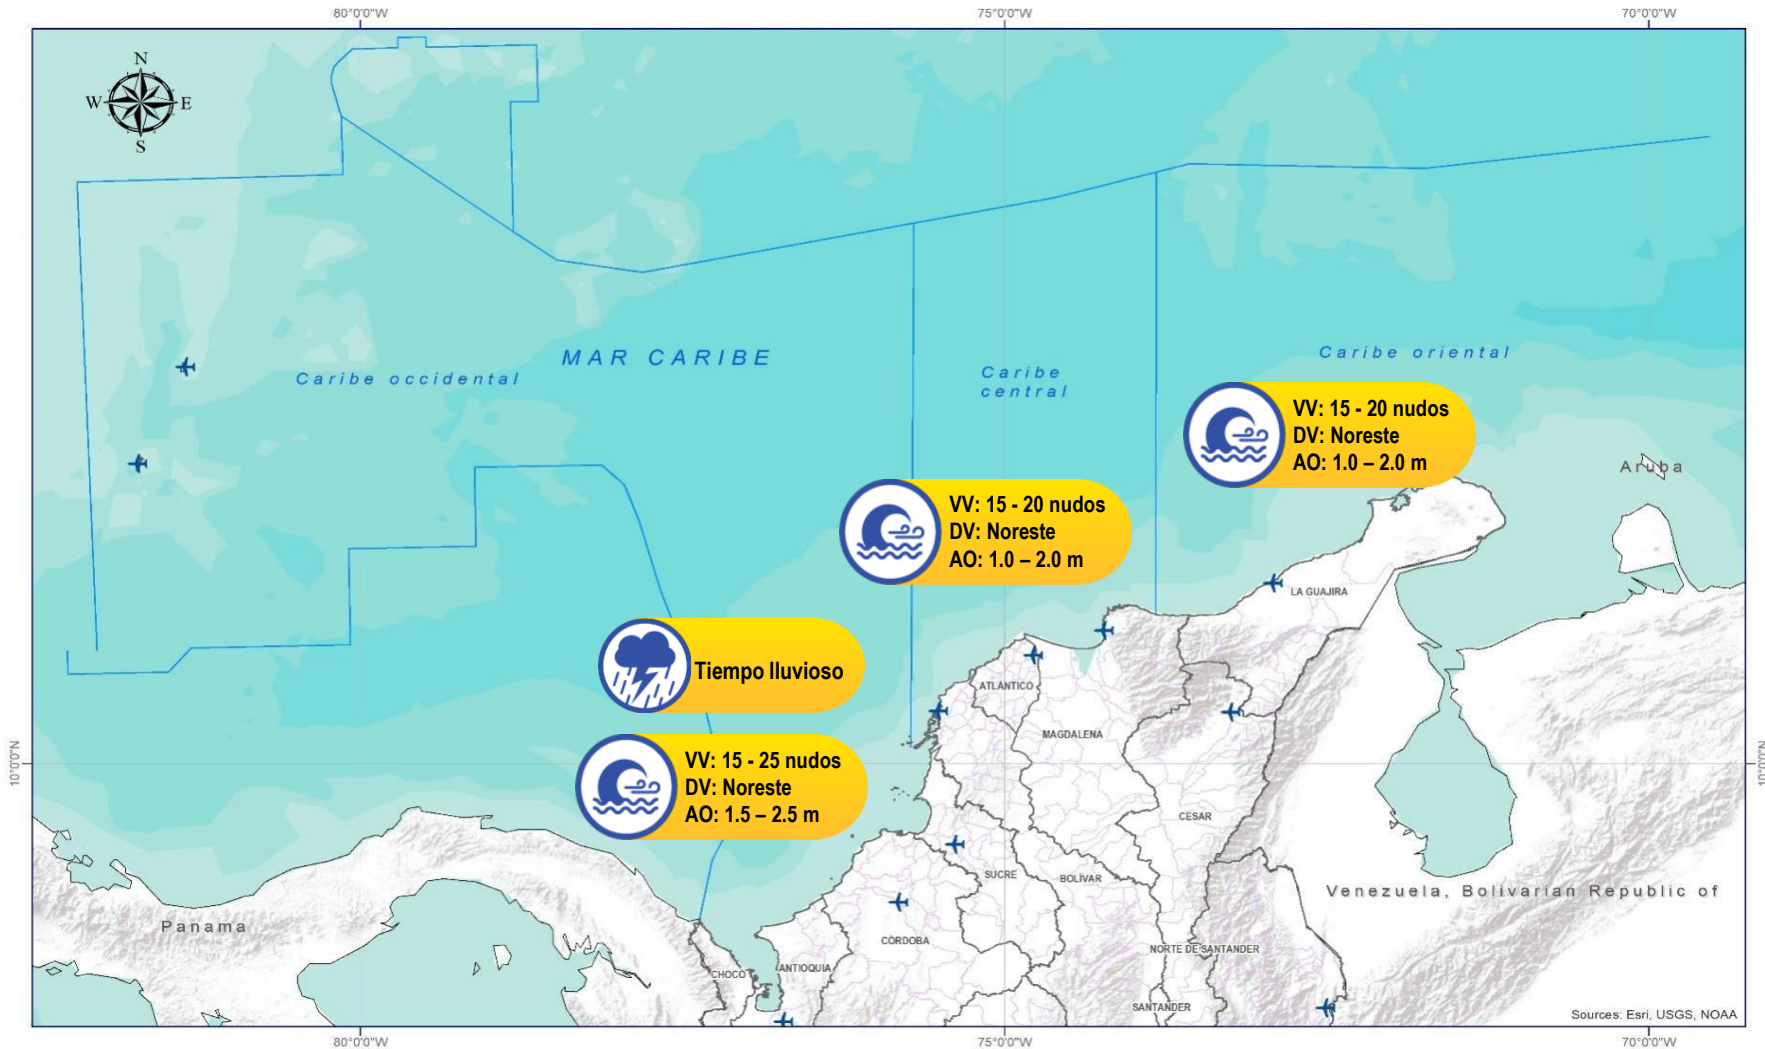 80°0'0"W
75°0'0"W
70°0'0"W
N
W
E
S
MAR CARIBE
Caribe occidental
Caribe
central
Caribe oriental
VV: 15 - 20 nudos
DV: Noreste
AO: 1.0 – 2.0 m
Aruba
VV: 15 - 20 nudos
DV: Noreste
AO: 1.0 – 2.0 m
LA GUAJIRA
Tiempo lluvioso
ATLANTICO
MAGDALENA
10°0'0"N
10°0'0"N
VV: 15 - 25 nudos
DV: Noreste
AO: 1.5 – 2.5 m
CESAR
SUCRE
BOLÍVAR
Venezuela, Bolivarian Republic of
Panama
CÓRDOBA
NORTE DE SANTANDER
CHOCO
ANTIOQUIA
SANTANDER
Sources: Esri, USGS, NOAA
80°0'0"W
75°0'0"W
70°0'0"W